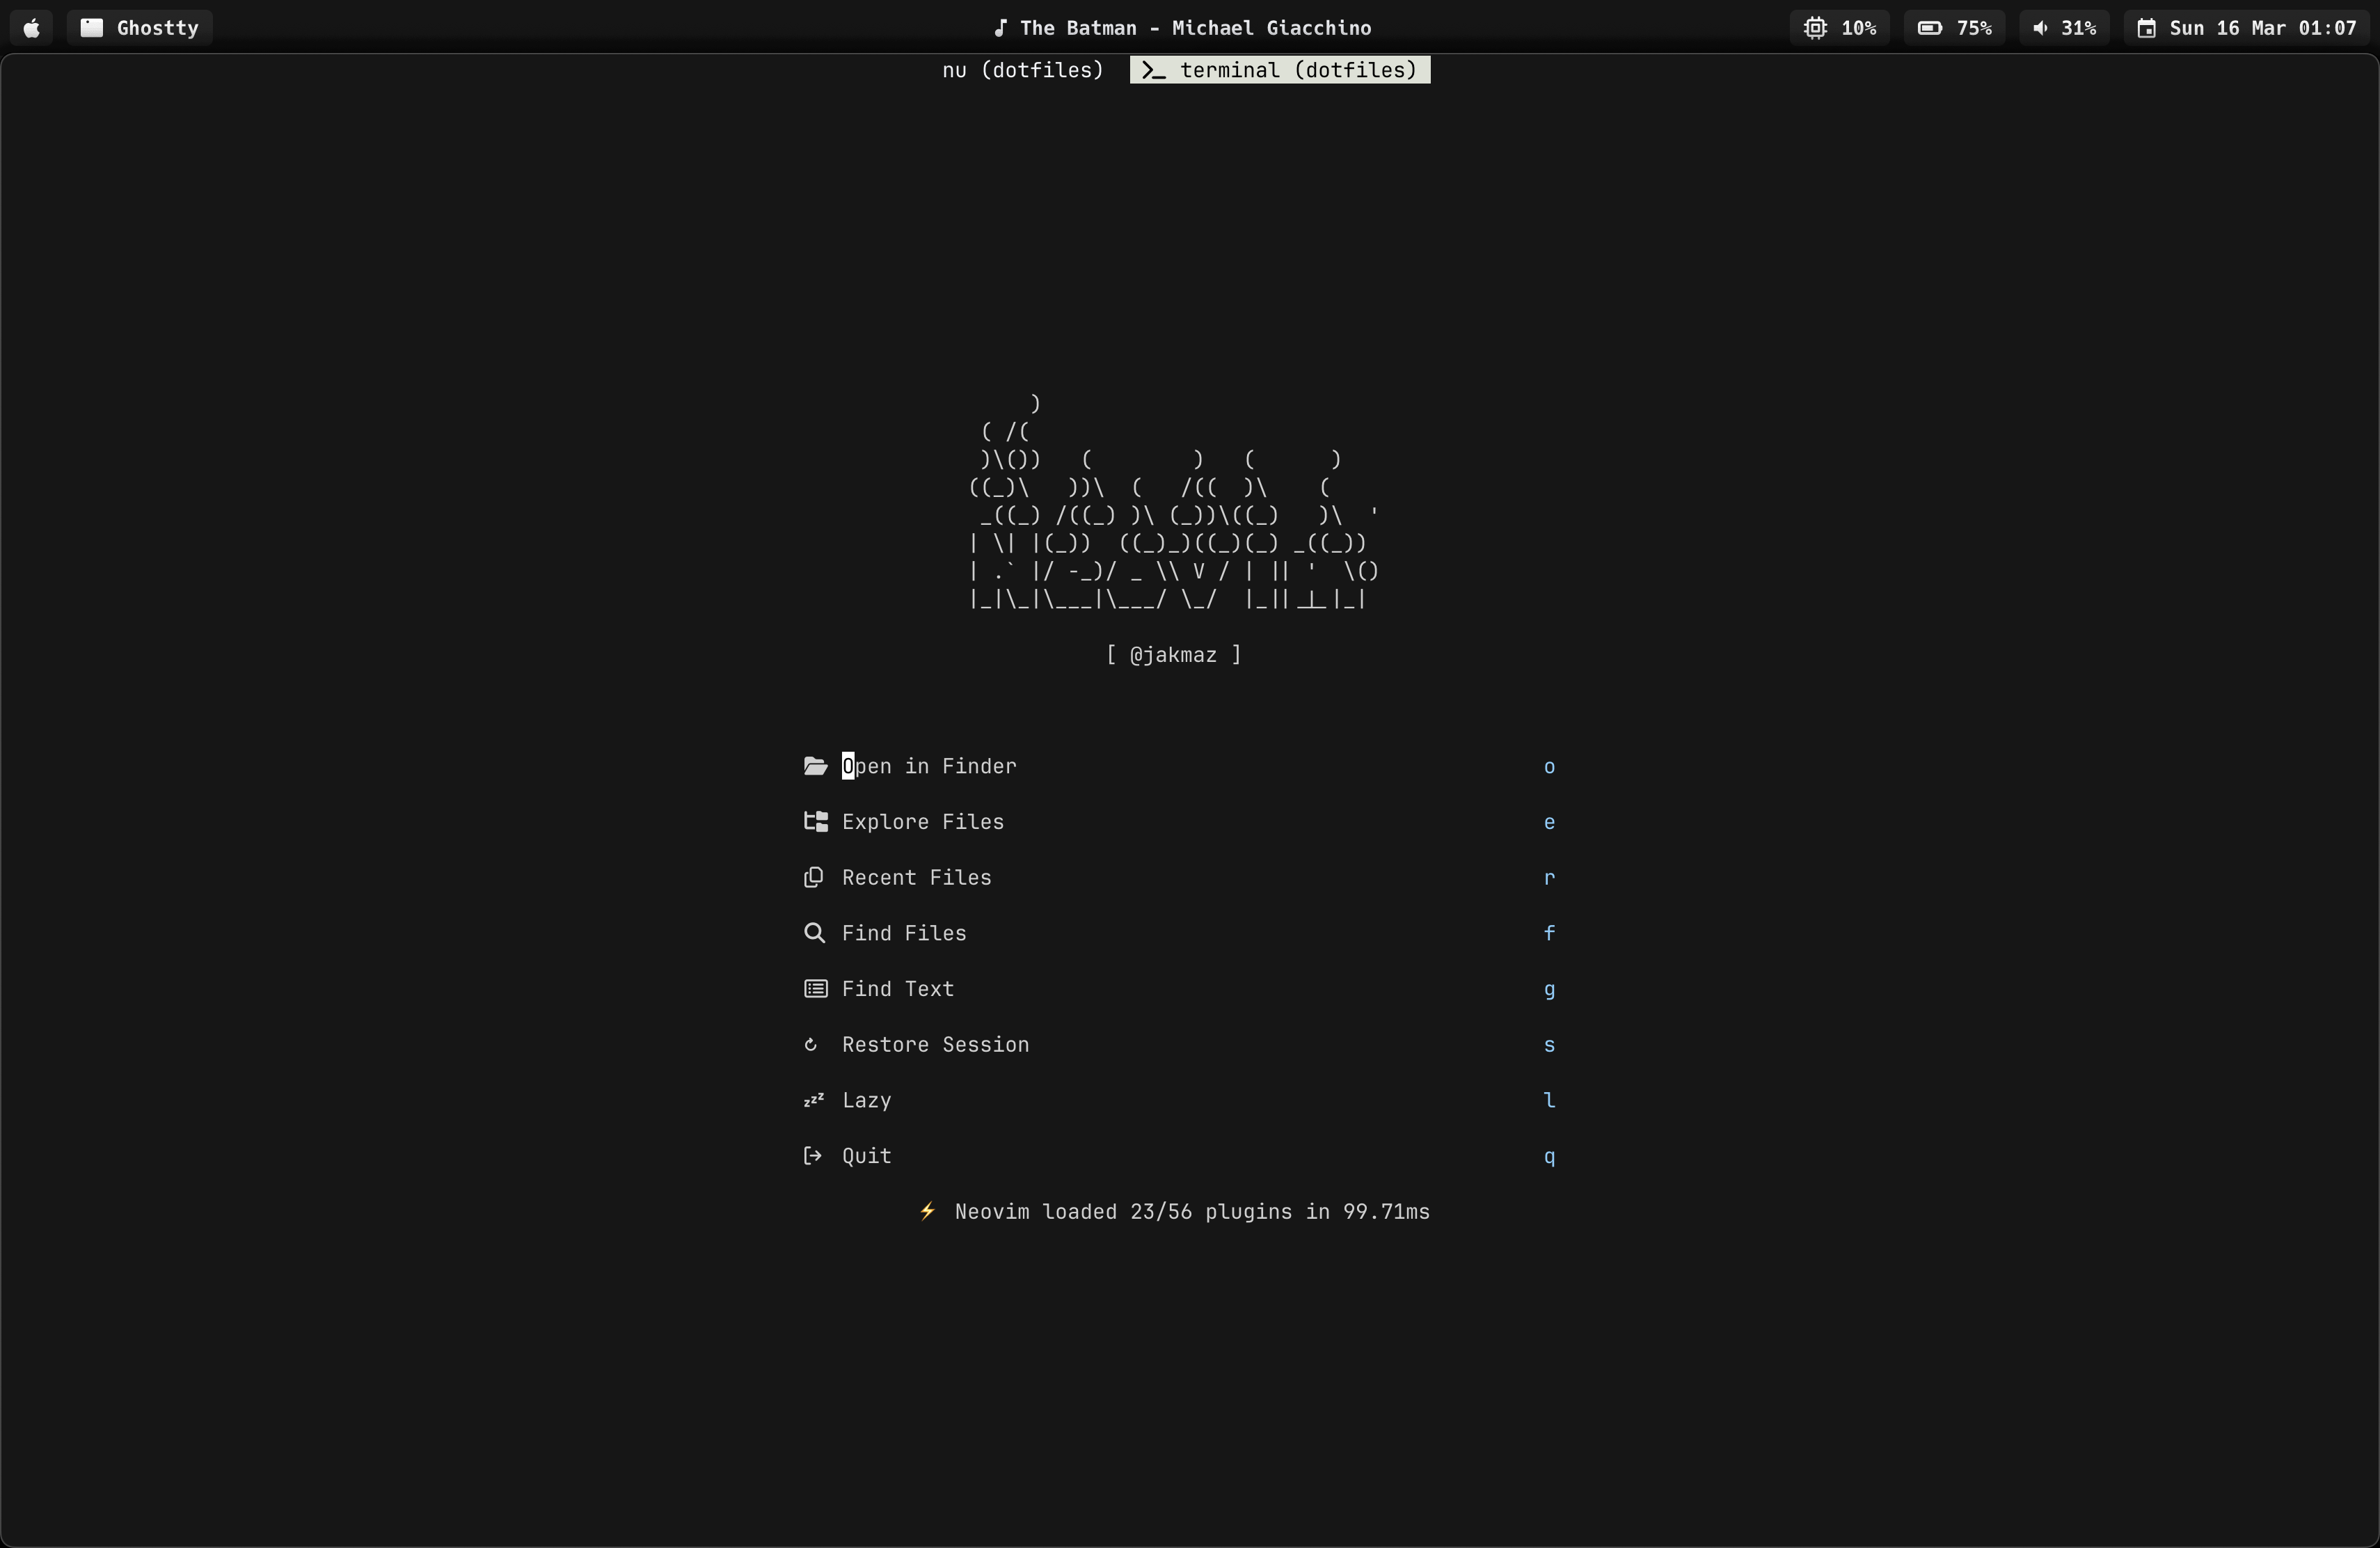 Ghostty
The Batman - Michael Giacchino
10%
75%
31%
Sun 16 Mar 01:07
nu (dotfiles)
>_ terminal (dotfiles)
     )
 ( /(
 )\())   (        )   (      )
((_)\   ))\  (   /((  )\    (
 _((_) /((_) )\ (_))\((_)   )\  '
| \| |(_))  ((_)_)((_)(_) _((_))
| .` |/ -_)/ _ \\ V / | || '  \()
|_|\_|\___|\___/ \_/  |_||_|_|_|
[ @jakmaz ]
Open in Finder o
Explore Files e
Recent Files r
Find Files f
Find Text g
Restore Session s
zzz Lazy l
Quit q
⚡ Neovim loaded 23/56 plugins in 99.71ms